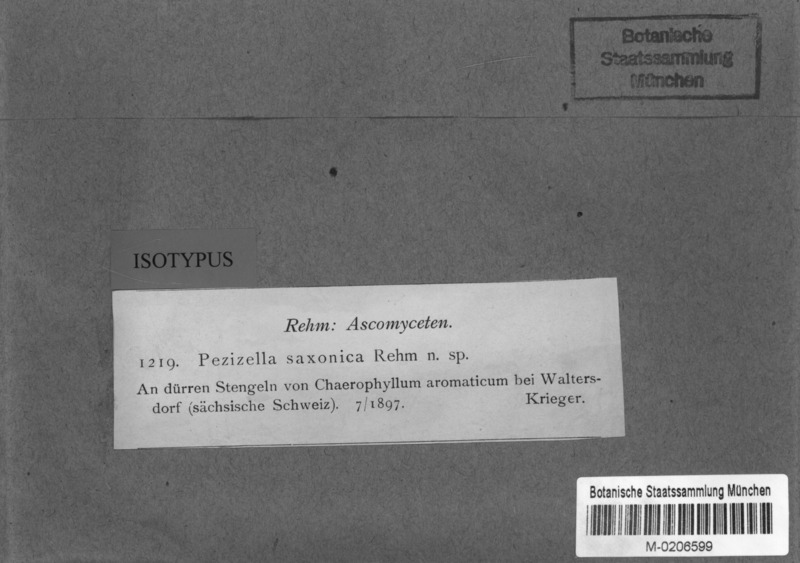 Botanische
Staatssammlung
München
ISOTYPUS
Rehm: Ascomyceten.
1219. Pezizella saxonica Rehm n. sp.
An dürren Stengeln von Chaerophyllum aromaticum bei Walters-
dorf (sächsische Schweiz). 7/1897. Krieger.
Botanische Staatssammlung München
M-0206599